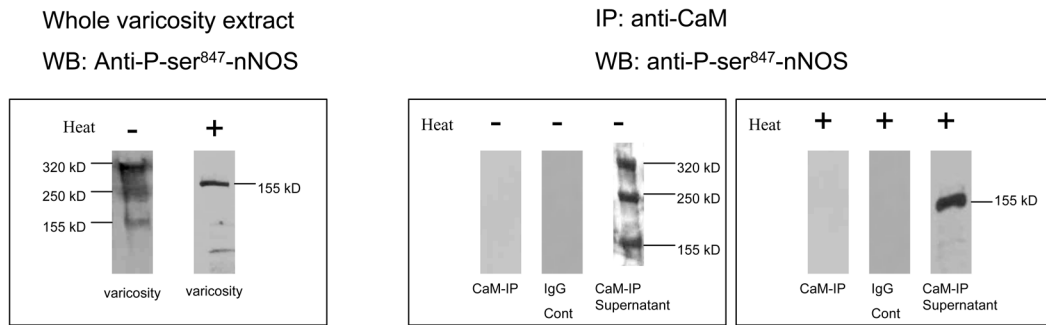 Whole varicosity extract
WB: Anti-P-ser⁸⁴⁷-nNOS
Heat - +
320 kD
250 kD
155 kD
155 kD
varicosity varicosity
IP: anti-CaM
WB: anti-P-ser⁸⁴⁷-nNOS
Heat - - -
320 kD
250 kD
155 kD
CaM-IP IgG CaM-IP
Cont Supernatant
Heat + + +
155 kD
CaM-IP IgG CaM-IP
Cont Supernatant